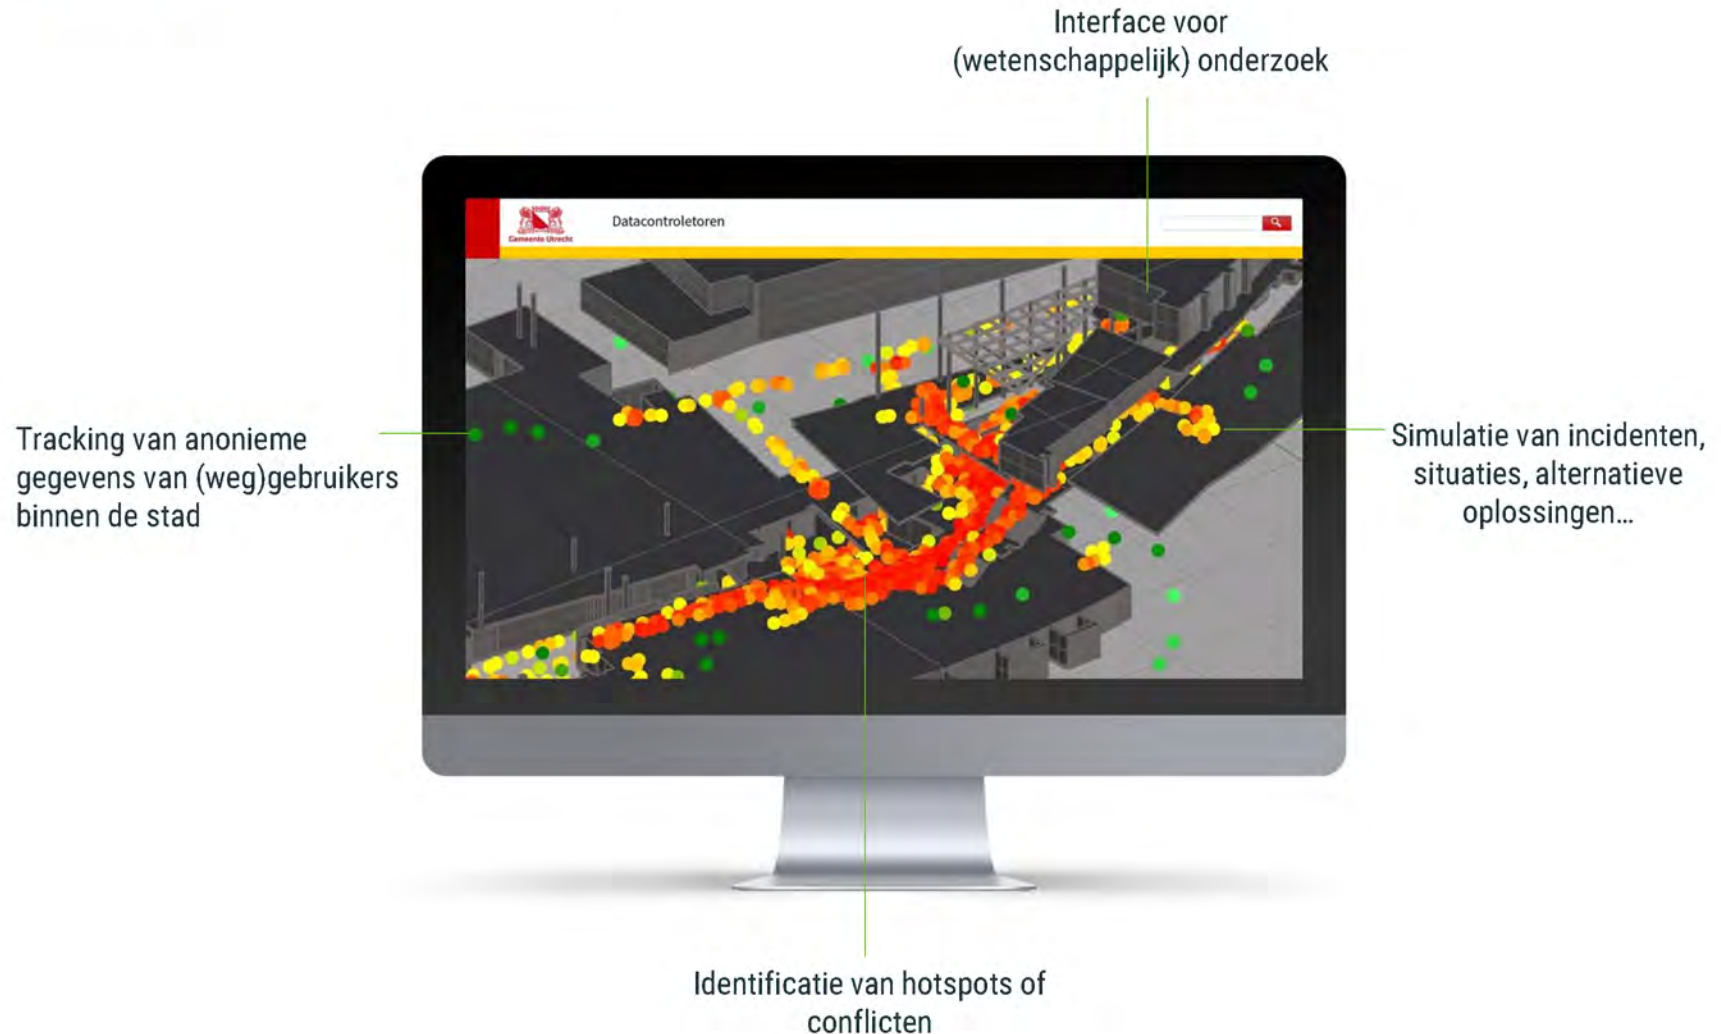 Interface voor
(wetenschappelijk) onderzoek
Gemeente Utrecht
Datacontroletoren
Tracking van anonieme
gegevens van (weg)gebruikers
binnen de stad
Simulatie van incidenten,
situaties, alternatieve
oplossingen...
Identificatie van hotspots of
conflicten